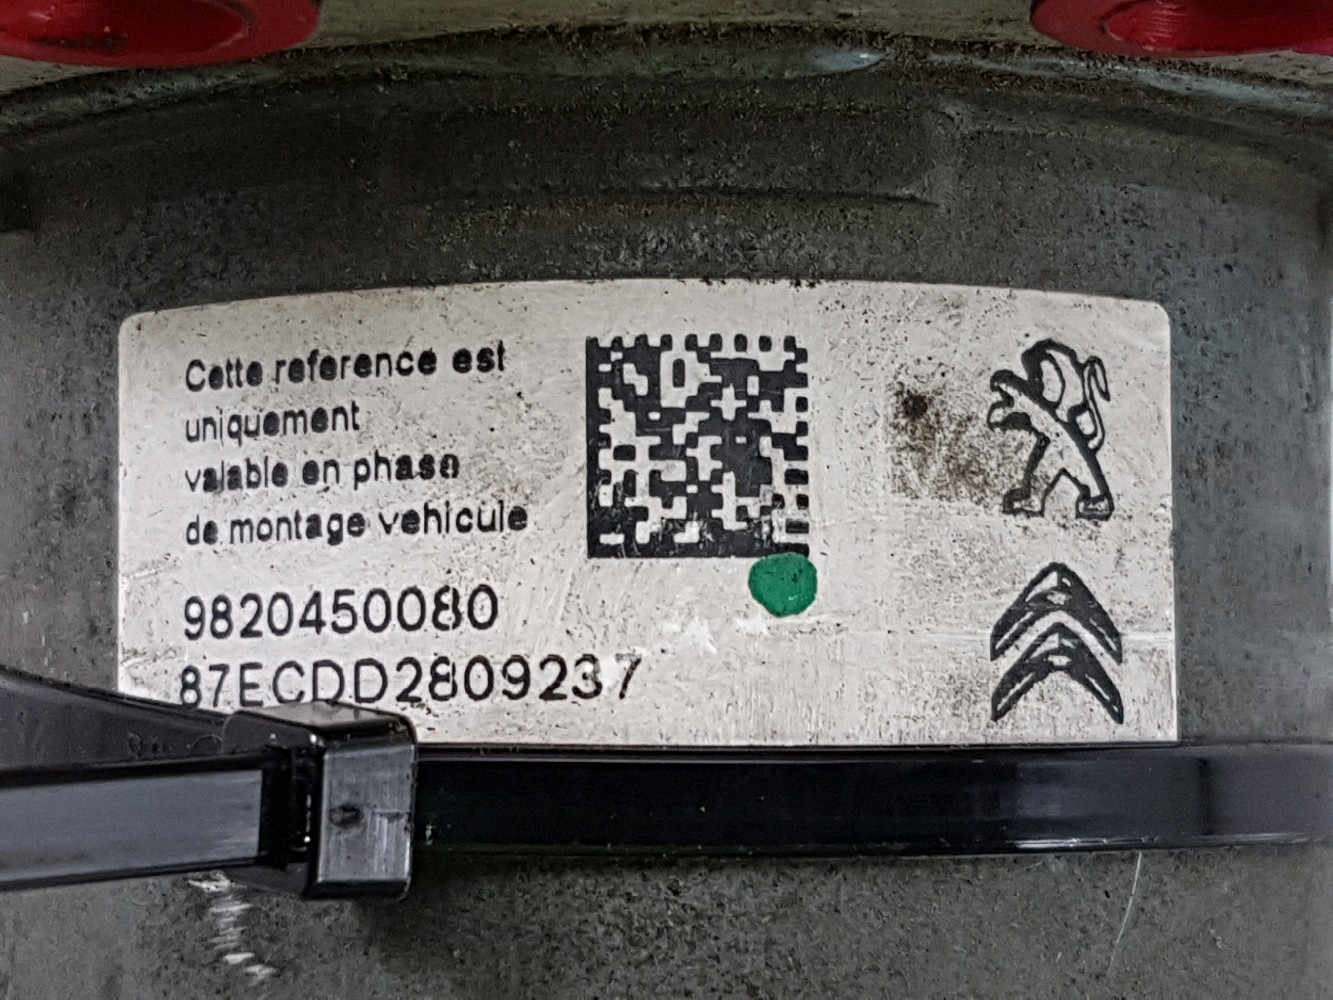 Cette reference est
uniquement
valable en phase
de montage vehicule
9820450080
87ECDD2809237